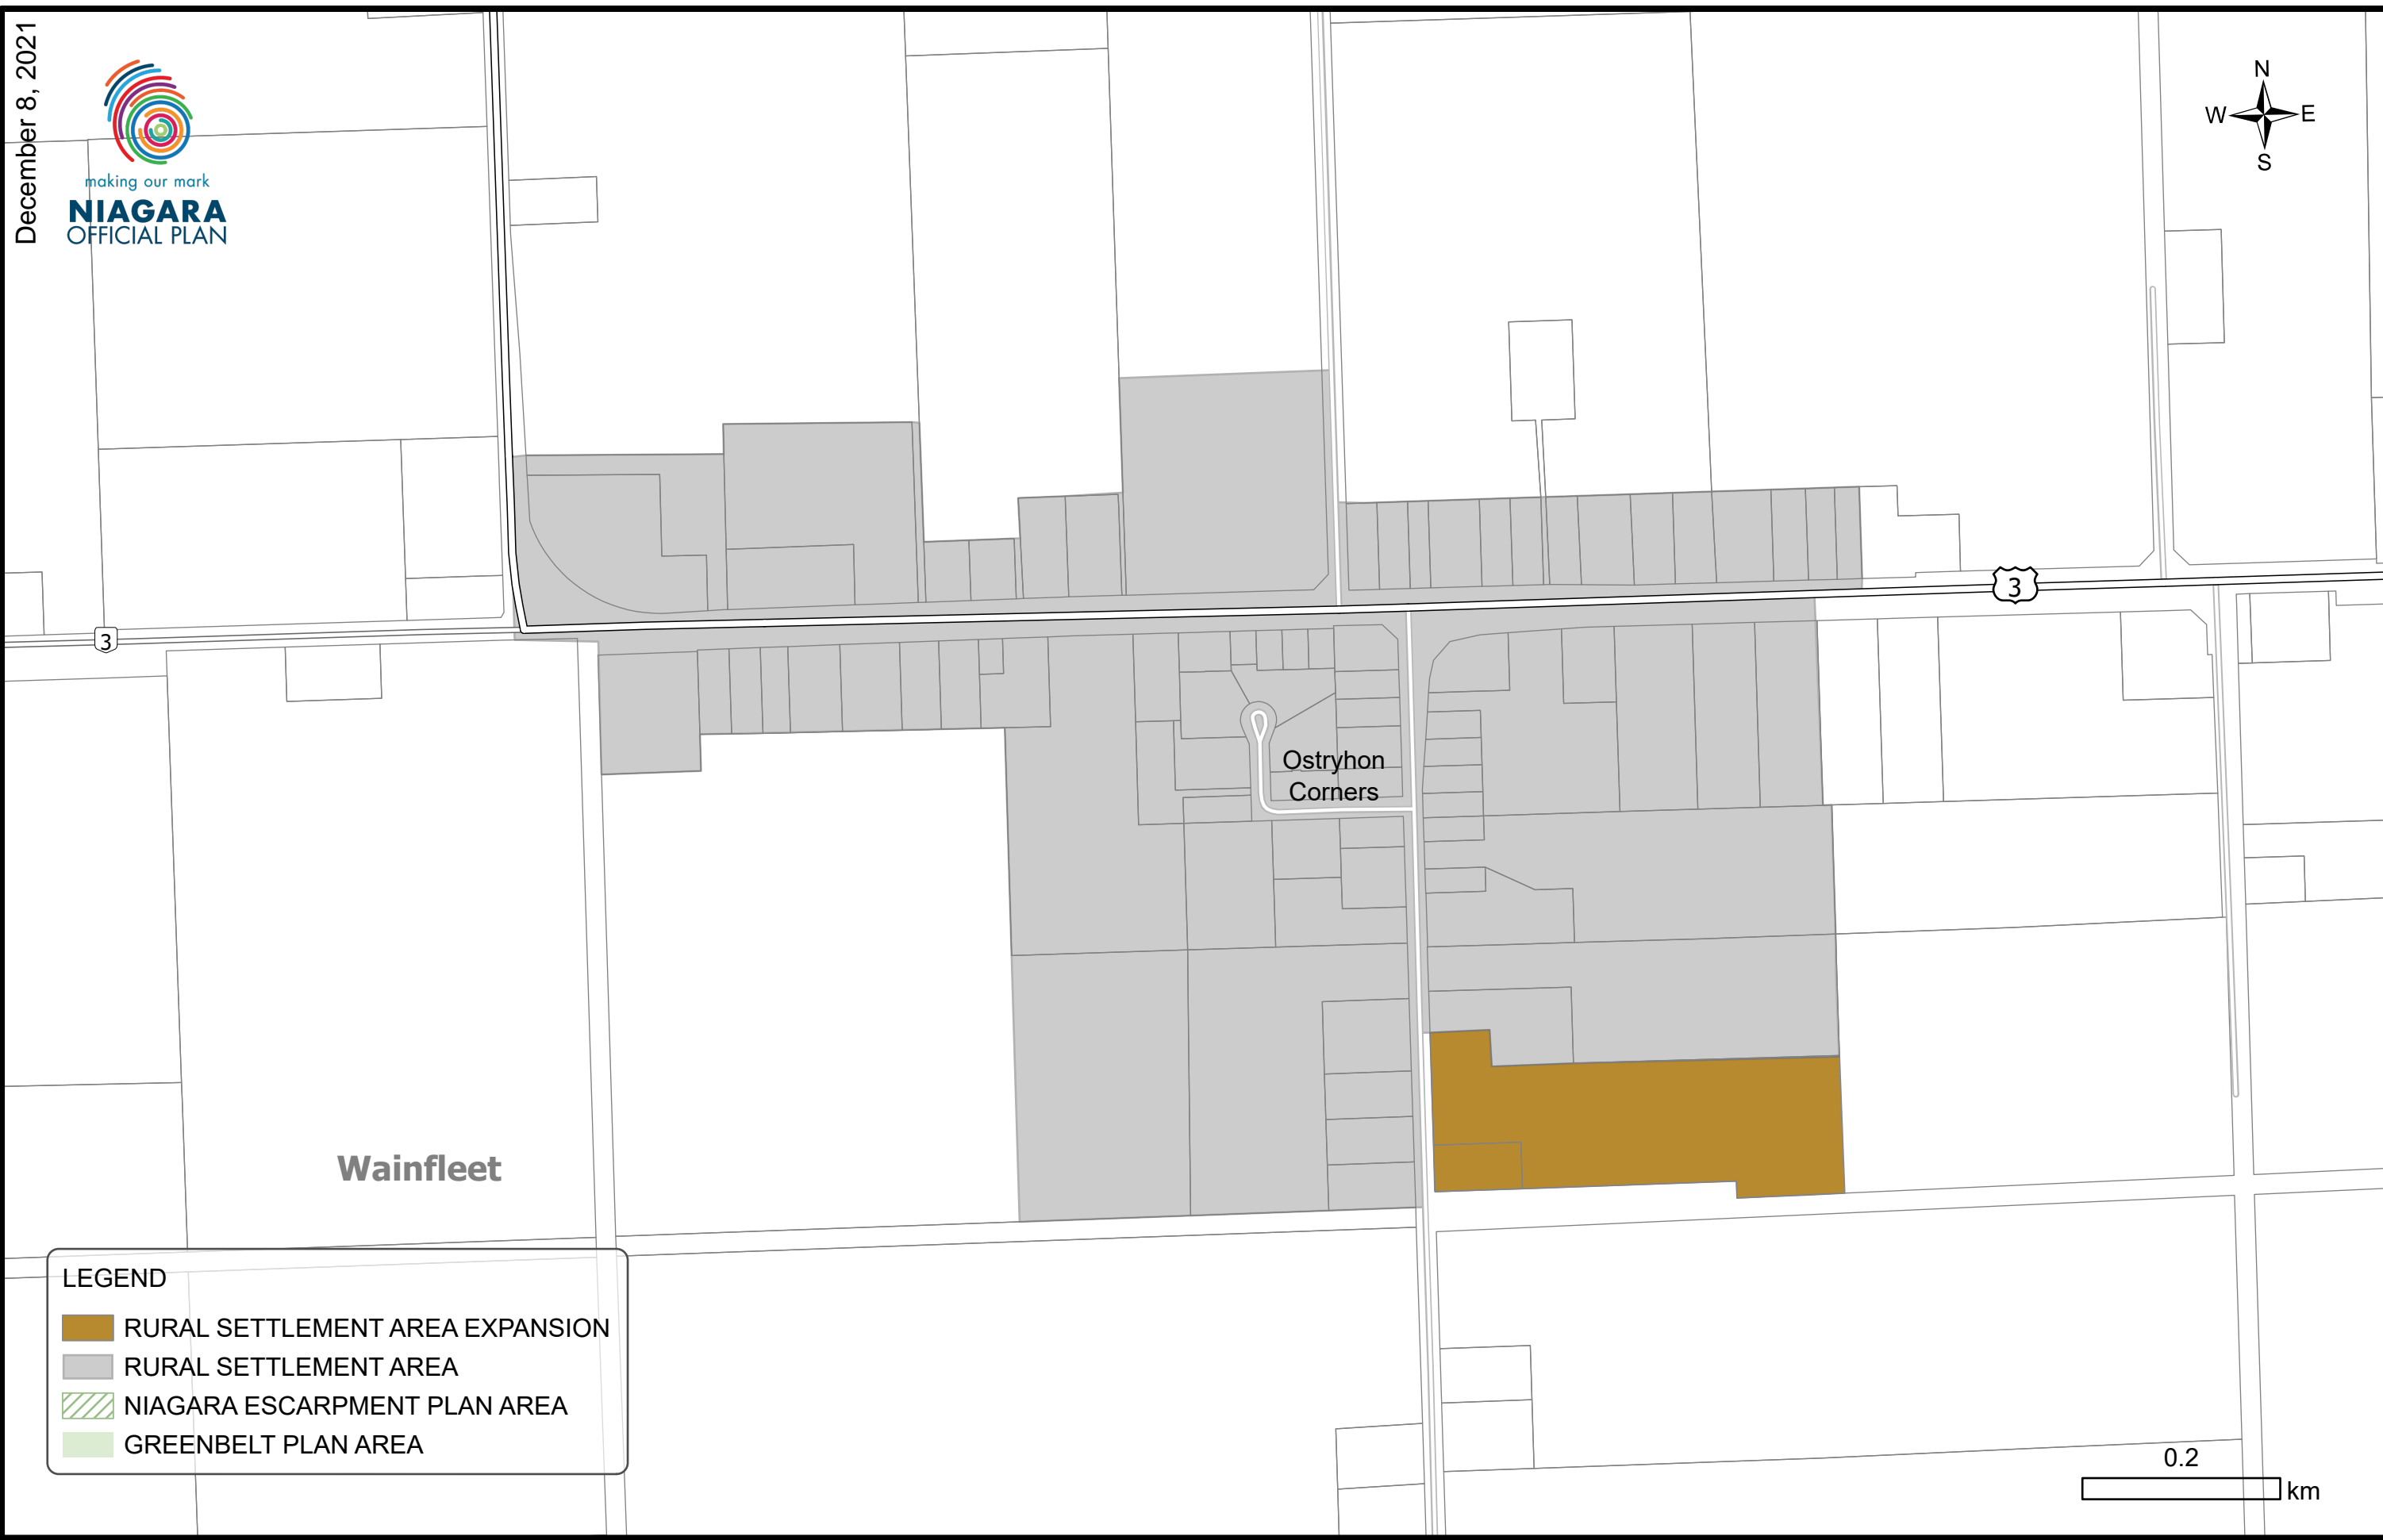 December 8, 2021
making our mark
NIAGARA
OFFICIAL PLAN
N
W E
S
3
3
Ostryhon
Corners
Wainfleet
LEGEND
RURAL SETTLEMENT AREA EXPANSION
RURAL SETTLEMENT AREA
NIAGARA ESCARPMENT PLAN AREA
GREENBELT PLAN AREA
0.2
km